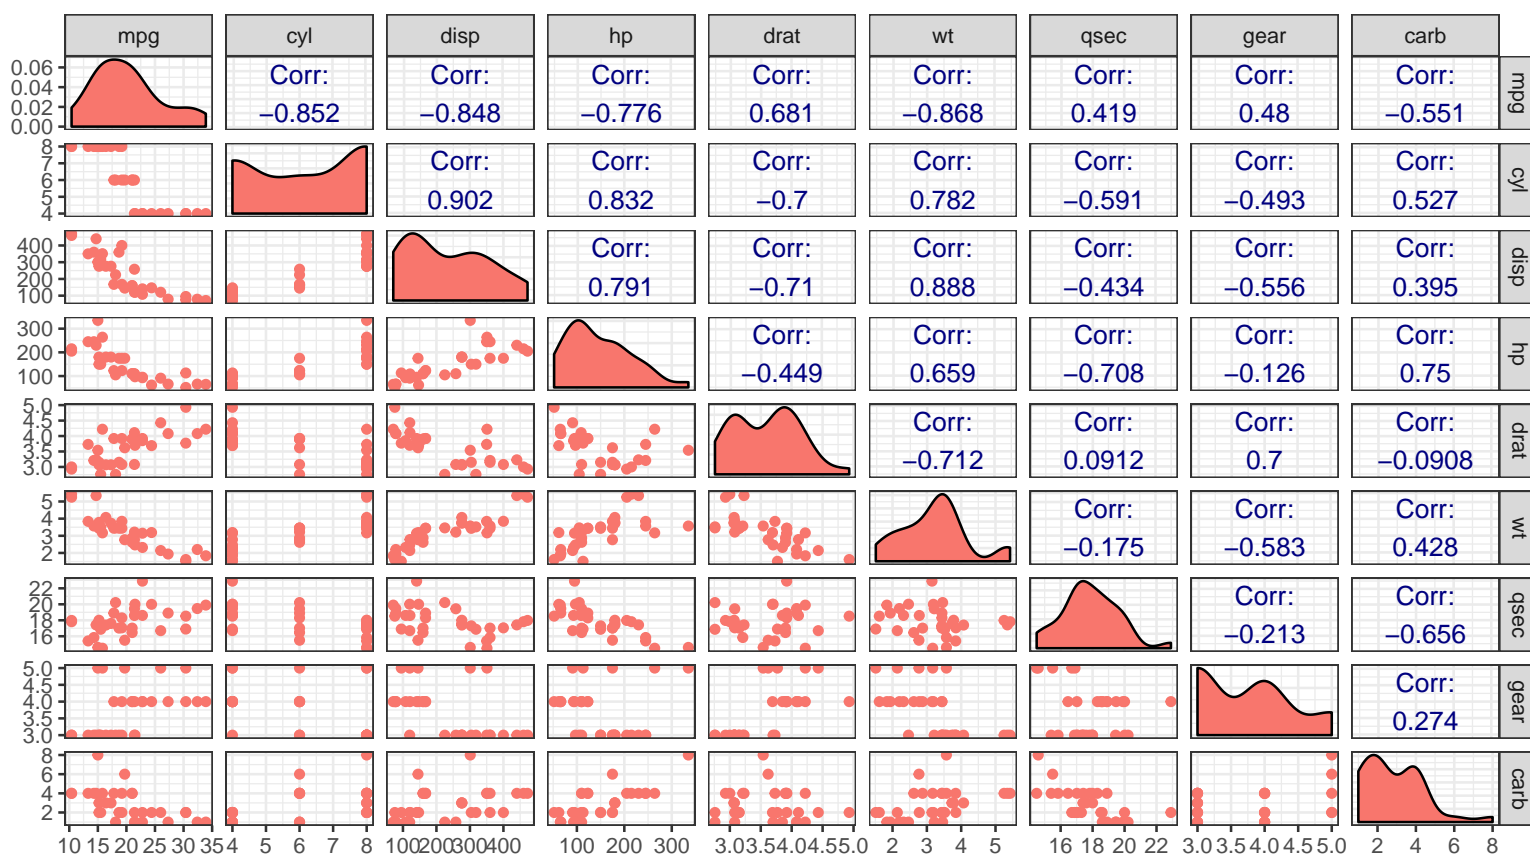 mpg cyl disp hp drat wt qsec gear carb
0.06
0.04
0.02
0.00
Corr: Corr: Corr: Corr: Corr: Corr: Corr: Corr:
−0.852 −0.848 −0.776 0.681 −0.868 0.419 0.48 −0.551
mpg
8
7
6
5
4
Corr: Corr: Corr: Corr: Corr: Corr: Corr:
0.902 0.832 −0.7 0.782 −0.591 −0.493 0.527
cyl
400
300
200
100
Corr: Corr: Corr: Corr: Corr: Corr:
0.791 −0.71 0.888 −0.434 −0.556 0.395
disp
300
200
100
Corr: Corr: Corr: Corr: Corr:
−0.449 0.659 −0.708 −0.126 0.75
hp
5.0
4.5
4.0
3.5
3.0
Corr: Corr: Corr: Corr:
−0.712 0.0912 0.7 −0.0908
drat
5
4
3
2
Corr: Corr: Corr:
−0.175 −0.583 0.428
wt
22
20
18
16
Corr: Corr:
−0.213 −0.656
qsec
5.0
4.5
4.0
3.5
3.0
Corr:
0.274
gear
8
6
4
2
carb
10 15 20 25 30 35 4 5 6 7 8 100 200 300 400 100 200 300 3.0 3.5 4.0 4.5 5.0 2 3 4 5 16 18 20 22 3.0 3.5 4.0 4.5 5.0 2 4 6 8